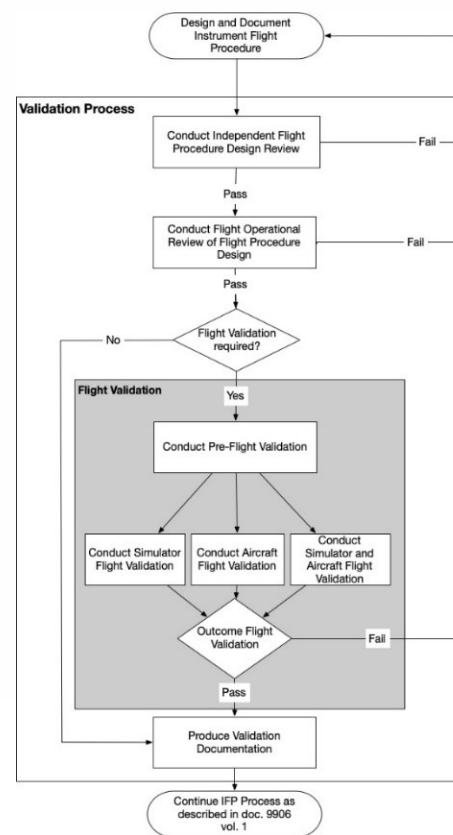 Design and Document
Instrument Flight
Procedure
Validation Process
Conduct Independent Flight
Procedure Design Review
Fail
Pass
Conduct Flight Operational
Review of Flight Procedure
Design
Fail
Pass
Flight Validation
required?
No
Flight Validation
Yes
Conduct Pre-Flight Validation
Conduct Simulator
Flight Validation
Conduct Aircraft
Flight Validation
Conduct
Simulator and
Aircraft Flight
Validation
Outcome Flight
Validation
Fail
Pass
Produce Validation
Documentation
Continue IFP Process as
described in doc. 9906
vol. 1